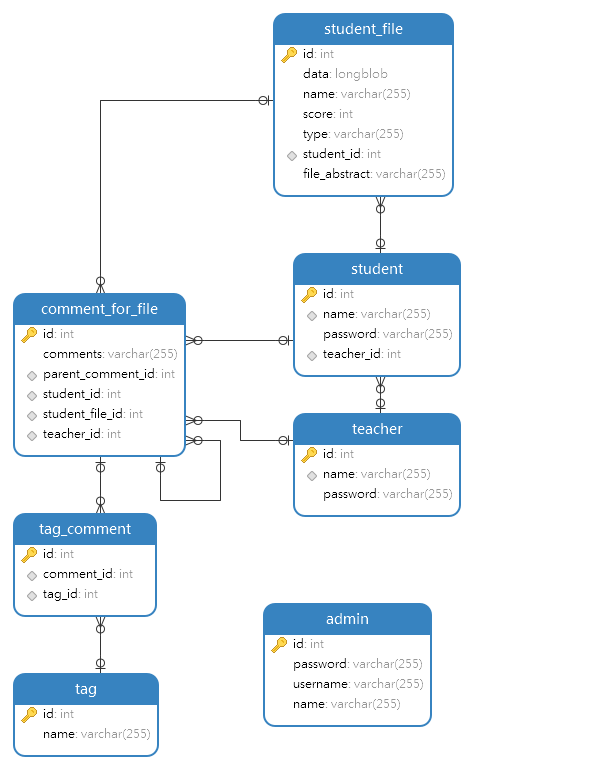 student_file
id: int
data: longblob
name: varchar(255)
score: int
type: varchar(255)
student_id: int
file_abstract: varchar(255)
student
id: int
name: varchar(255)
password: varchar(255)
teacher_id: int
comment_for_file
id: int
comments: varchar(255)
parent_comment_id: int
student_id: int
student_file_id: int
teacher_id: int
teacher
id: int
name: varchar(255)
password: varchar(255)
tag_comment
id: int
comment_id: int
tag_id: int
admin
id: int
password: varchar(255)
username: varchar(255)
name: varchar(255)
tag
id: int
name: varchar(255)